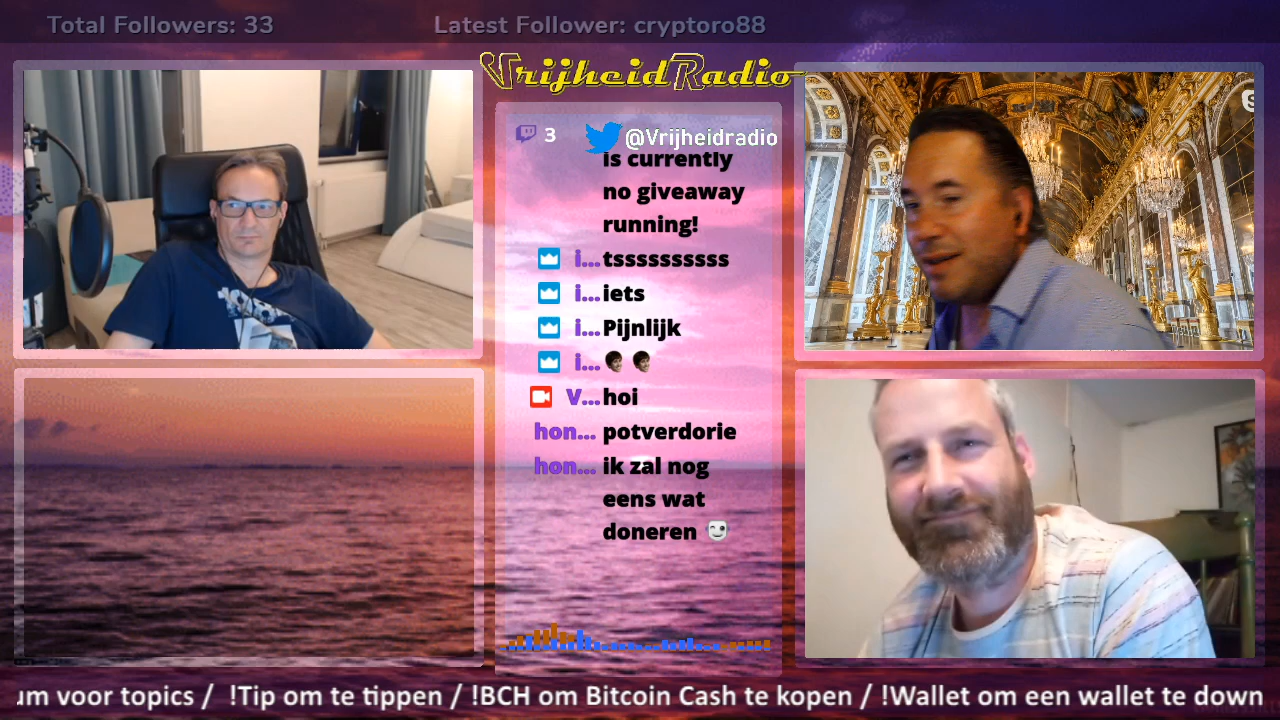 Total Followers: 33
Latest Follower: cryptoro88
VrijheidRadio
3
@Vrijheidradio
is currently
no giveaway
running!
i... tssssssssss
i... iets
i... Pijnlijk
i...
V... hoi
hon... potverdorie
hon... ik zal nog
eens wat
doneren
um voor topics / !Tip om te tippen / !BCH om Bitcoin Cash te kopen / !Wallet om een wallet te down